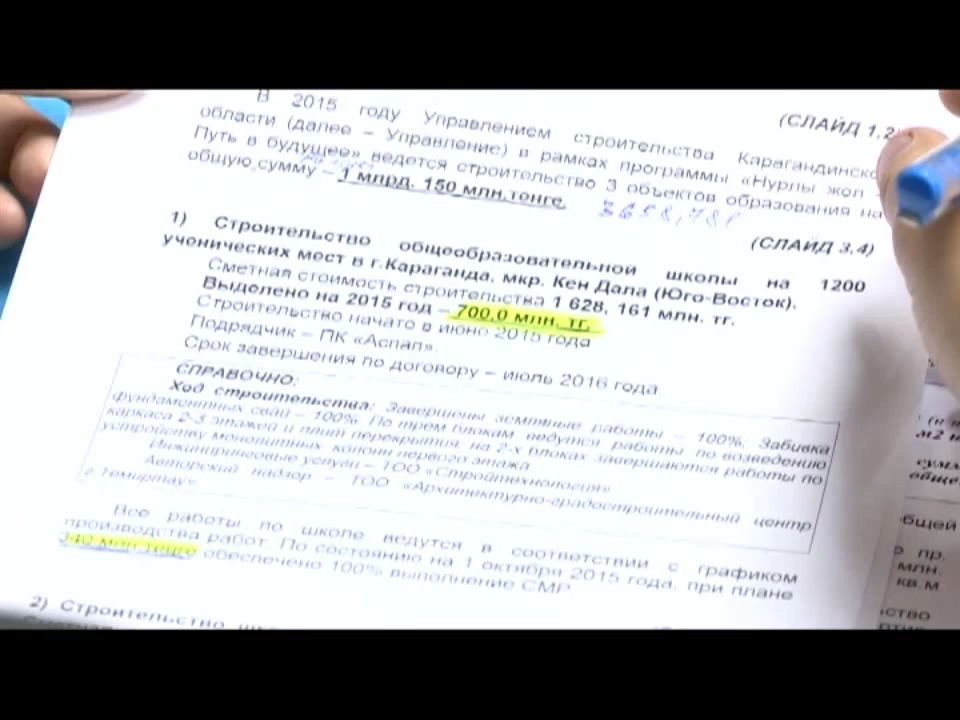 (СЛАЙД 1,2
В 2015 году Управлением строительства Карагандинско
области (далее – Управление) в рамках программы «Нурлы жол
Путь в будущее» ведется строительство 3 объектов образования на
общую сумму – 1 млрд. 150 млн.тенге.
3658,781
(СЛАЙД 3,4)
1) Строительство общеобразовательной школы на 1200
ученических мест в г.Караганда, мкр. Кен Дала (Юго-Восток).
Сметная стоимость строительства 1 628, 161 млн. тг.
Выделено на 2015 год – 700,0 млн. тг.
Строительство начато в июне 2015 года
Подрядчик – ПК «Аспап».
Срок завершения по договору – июль 2016 года
СПРАВОЧНО:
Ход строительства: Завершены земляные работы – 100%; Забивка
фундаментных свай – 100%. По трем блокам ведутся работы по возведению
каркаса 2-3 этажей и плит перекрытия, на 2-х блоках завершаются работы по
устройству монолитных колонн первого этажа.
Инжиниринговые услуги – ТОО «Стройтехнология»
Авторский надзор – ТОО «Архитектурно-градостроительный центр
г.Темиртау».
Все работы по школе ведутся в соответствии с графиком
производства работ. По состоянию на 1 октября 2015 года, при плане
340 млн.тенге обеспечено 100% выполнение СМР
2) Строительство
бщей
пр.
млн.
кв.м